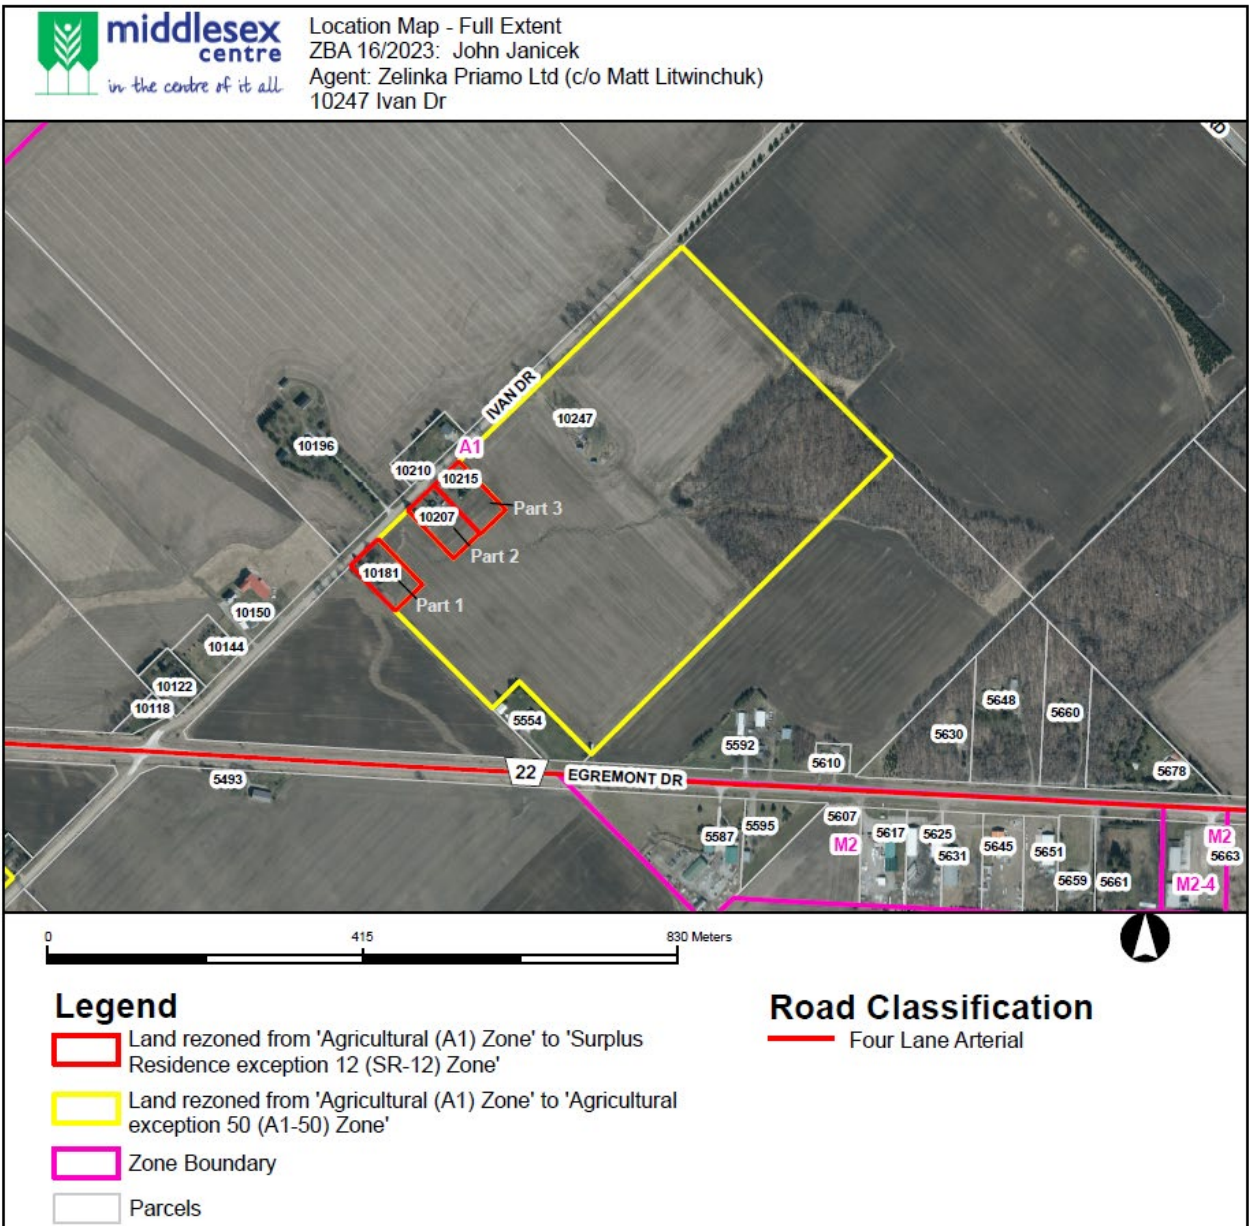 middlesex
centre
in the centre of it all
Location Map - Full Extent
ZBA 16/2023: John Janicek
Agent: Zelinka Priamo Ltd (c/o Matt Litwinchuk)
10247 Ivan Dr
RD
IVAN DR
10247
10196
A1
10210
10215
Part 3
10207
Part 2
10181
Part 1
10150
10144
10122
10118
5554
5648
5660
5630
5592
5610
5678
22
EGREMONT DR
5493
5607
5595
5587
M2
5617
5625
5631
5645
5651
5659
5661
M2
5663
M2-4
0
415
830 Meters
Legend
Land rezoned from 'Agricultural (A1) Zone' to 'Surplus
Residence exception 12 (SR-12) Zone'
Land rezoned from 'Agricultural (A1) Zone' to 'Agricultural
exception 50 (A1-50) Zone'
Zone Boundary
Parcels
Road Classification
Four Lane Arterial